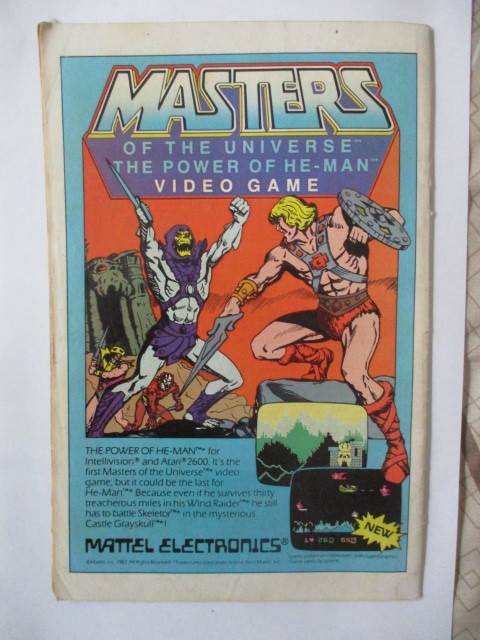 MASTERS
OF THE UNIVERSE™
THE POWER OF HE-MAN™
VIDEO GAME
THE POWER OF HE-MAN™* for
Intellivision® and Atari® 2600. It's the
first Masters of the Universe™* video
game, but it could be the last for
He-Man™* Because even if he survives thirty
treacherous miles in his Wind Raider™* he still
has to battle Skeletor™* in the mysterious
Castle Grayskull™*!
NEW
MATTEL ELECTRONICS®